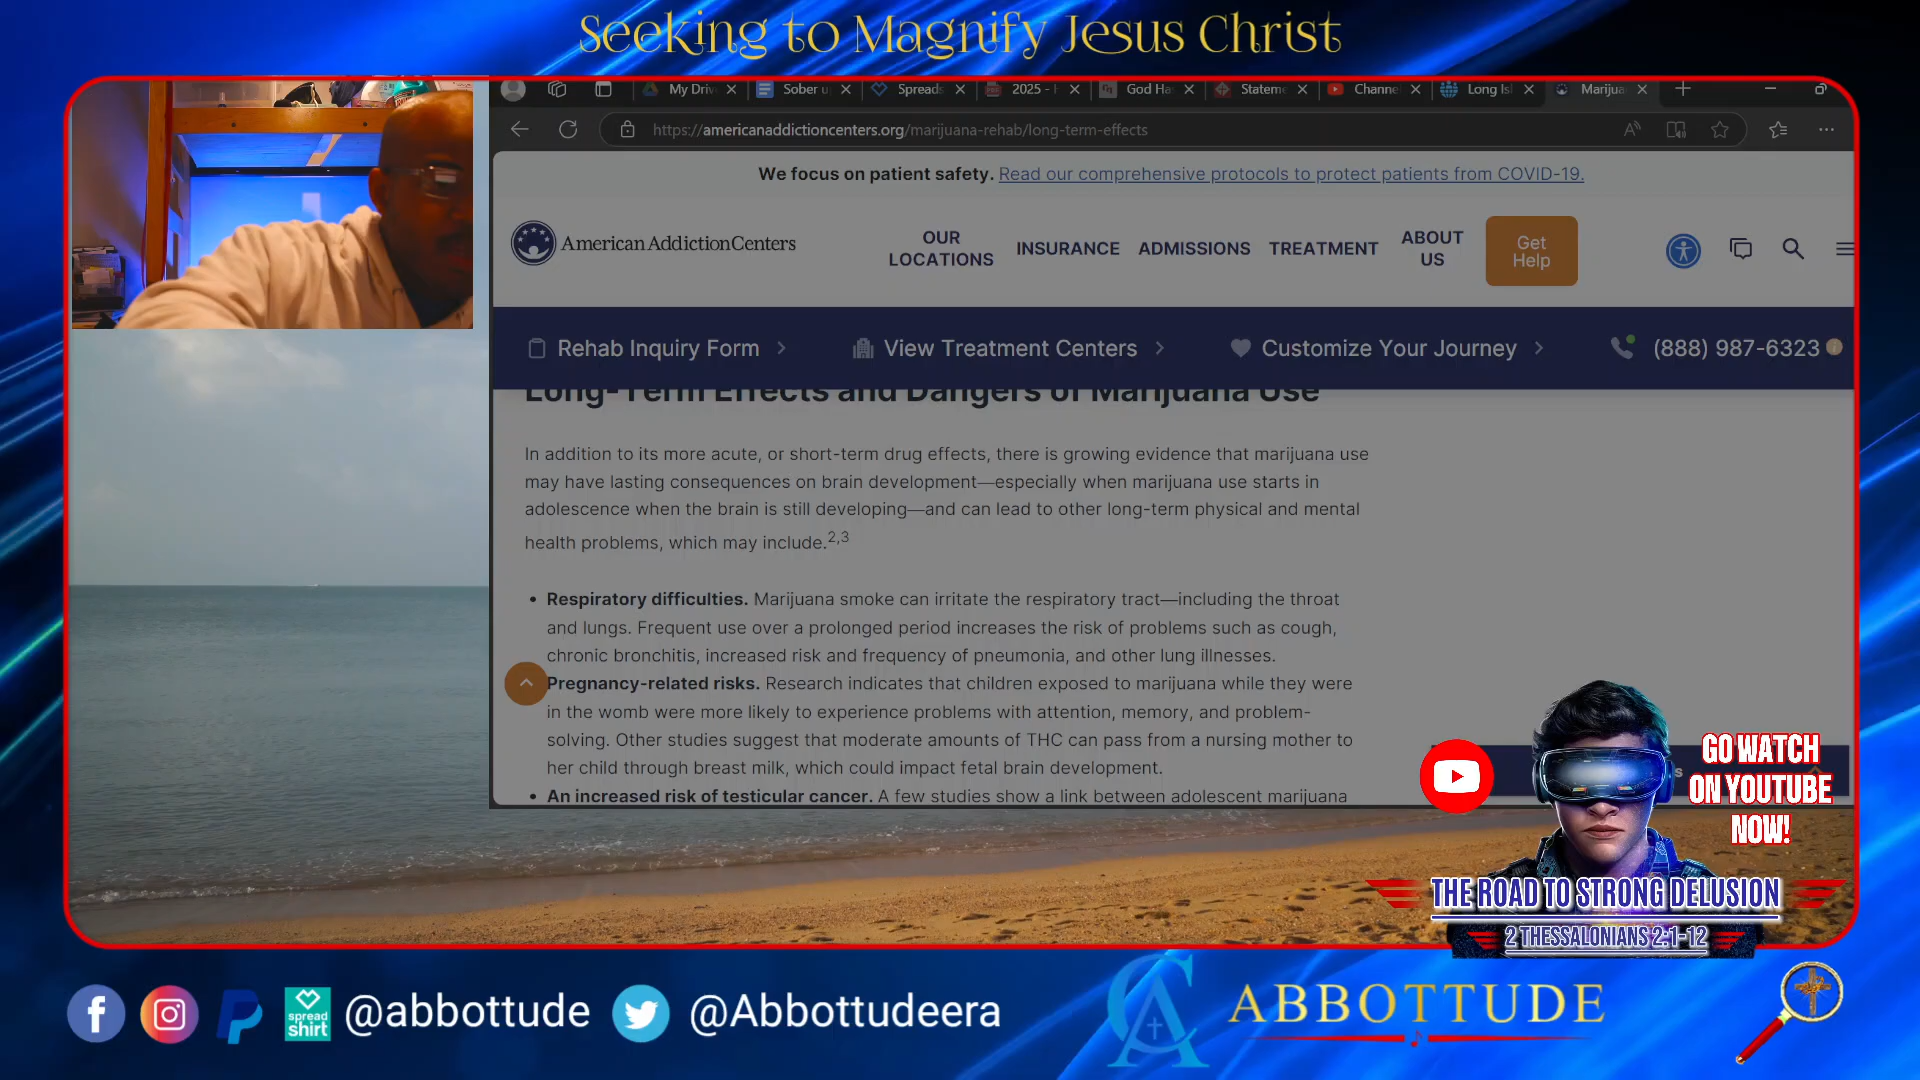 Seeking to Magnify Jesus Christ
My Driv
Sober u
Spreads
2025 - H
God Ha
Stateme
Channe
Long Isl
Marijua
https://americanaddictioncenters.org/marijuana-rehab/long-term-effects
We focus on patient safety. Read our comprehensive protocols to protect patients from COVID-19.
American Addiction Centers
OUR LOCATIONS
INSURANCE
ADMISSIONS
TREATMENT
ABOUT US
Get Help
Rehab Inquiry Form
View Treatment Centers
Customize Your Journey
(888) 987-6323
Long-Term Effects and Dangers of Marijuana Use
In addition to its more acute, or short-term drug effects, there is growing evidence that marijuana use
may have lasting consequences on brain development—especially when marijuana use starts in
adolescence when the brain is still developing—and can lead to other long-term physical and mental
health problems, which may include.2,3
• Respiratory difficulties. Marijuana smoke can irritate the respiratory tract—including the throat
and lungs. Frequent use over a prolonged period increases the risk of problems such as cough,
chronic bronchitis, increased risk and frequency of pneumonia, and other lung illnesses.
Pregnancy-related risks. Research indicates that children exposed to marijuana while they were
in the womb were more likely to experience problems with attention, memory, and problem-
solving. Other studies suggest that moderate amounts of THC can pass from a nursing mother to
her child through breast milk, which could impact fetal brain development.
• An increased risk of testicular cancer. A few studies show a link between adolescent marijuana
GO WATCH
ON YOUTUBE
NOW!
THE ROAD TO STRONG DELUSION
2 THESSALONIANS 2:1-12
spread
shirt
@abbottude
@Abbottudeera
ABBOTTUDE